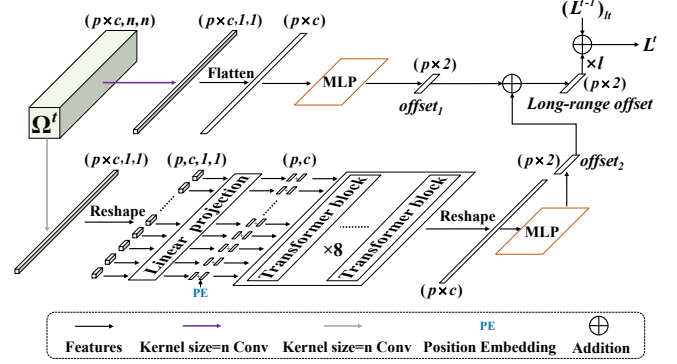 (p×c,n,n)
(p×c,1,1)
(p×c)
(L^{t-1})_{lt}
L^t
×l
Flatten
MLP
(p×2)
(p×2)
offset_1
Long-range offset
Ω^t
(p×c,1,1)
(p,c,1,1)
(p,c)
(p×2)
offset_2
Reshape
Linear projection
Transformer block
×8
Transformer block
Reshape
MLP
(p×c)
PE
PE
Features
Kernel size=n Conv
Kernel size=n Conv
Position Embedding
Addition